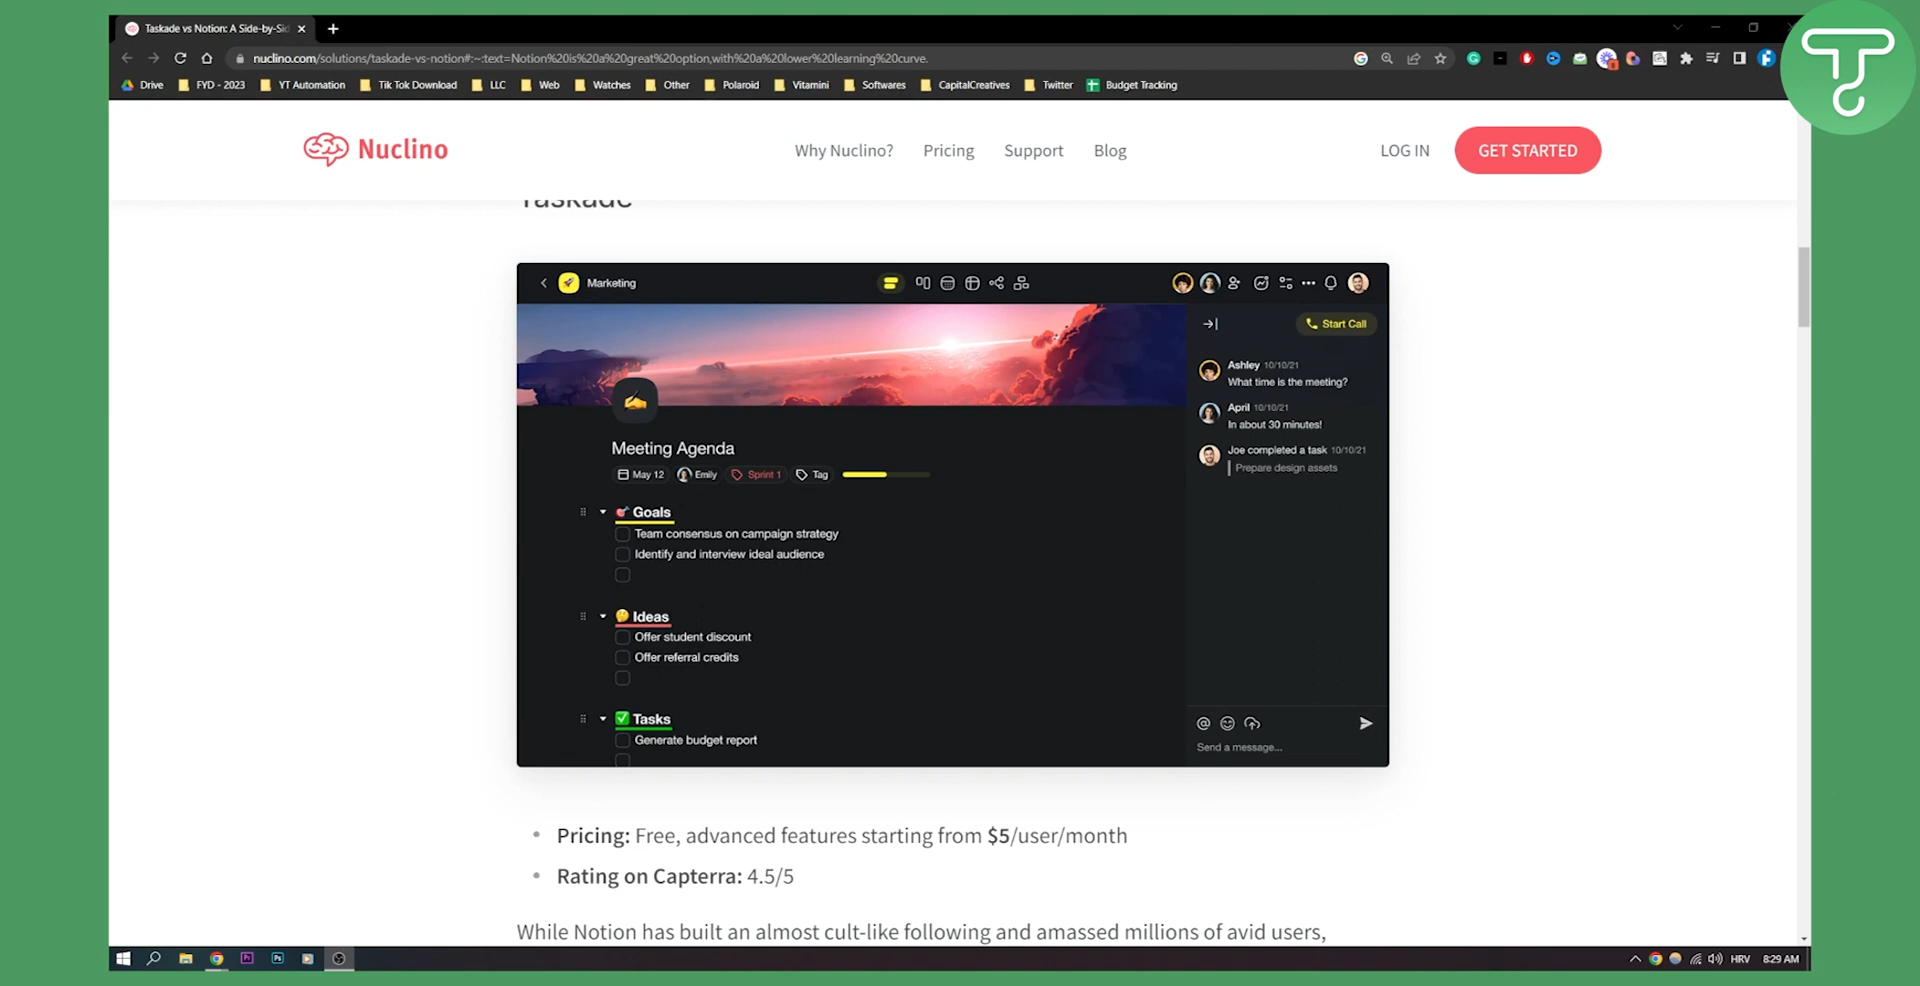 Taskade vs Notion: A Side-by-Sid
nuclino.com/solutions/taskade-vs-notion#:~:text=Notion%20is%20a%20great%20option,with%20a%20lower%20learning%20curve.
Drive FYD - 2023 YT Automation Tik Tok Download LLC Web Watches Other Polaroid Vitamini Softwares CapitalCreatives Twitter Budget Tracking
Nuclino
Why Nuclino? Pricing Support Blog
LOG IN GET STARTED
Taskade
Marketing
Start Call
Ashley 10/10/21
What time is the meeting?
April 10/10/21
In about 30 minutes!
Joe completed a task 10/10/21
Prepare design assets
Meeting Agenda
May 12 Emily Sprint 1 Tag
Goals
Team consensus on campaign strategy
Identify and interview ideal audience
Ideas
Offer student discount
Offer referral credits
Tasks
Generate budget report
Send a message...
• Pricing: Free, advanced features starting from $5/user/month
• Rating on Capterra: 4.5/5
While Notion has built an almost cult-like following and amassed millions of avid users,
HRV 8:29 AM